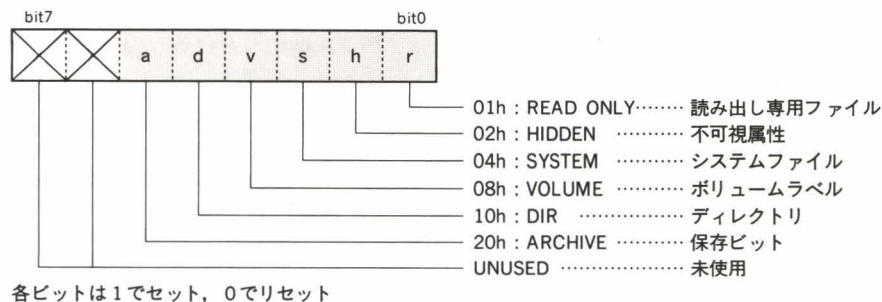 bit7 bit0
a d v s h r
01h : READ ONLY……… 読み出し専用ファイル
02h : HIDDEN ………… 不可視属性
04h : SYSTEM ………… システムファイル
08h : VOLUME ………… ボリュームラベル
10h : DIR ……………… ディレクトリ
20h : ARCHIVE ………… 保存ビット
UNUSED ………………… 未使用
各ビットは1でセット，0でリセット